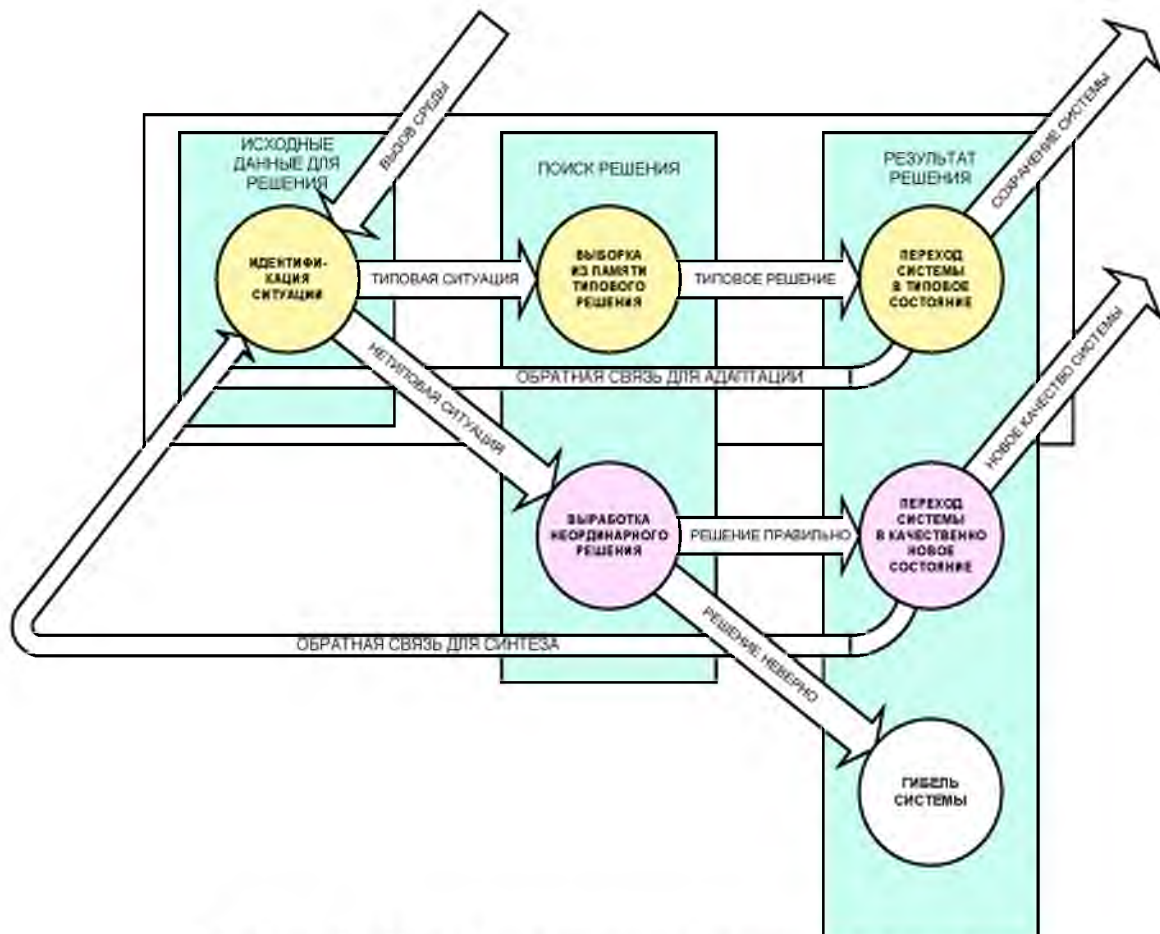 ВЫЗОВ СРЕДЫ
ИСХОДНЫЕ
ДАННЫЕ ДЛЯ
РЕШЕНИЯ
ПОИСК РЕШЕНИЯ
РЕЗУЛЬТАТ
РЕШЕНИЯ
СОХРАНЕНИЕ СИСТЕМЫ
ИДЕНТИФИ-
КАЦИЯ
СИТУАЦИИ
ТИПОВАЯ СИТУАЦИЯ
ВЫБОРКА
ИЗ ПАМЯТИ
ТИПОВОГО
РЕШЕНИЯ
ТИПОВОЕ РЕШЕНИЕ
ПЕРЕХОД
СИСТЕМЫ
В ТИПОВОЕ
СОСТОЯНИЕ
ОБРАТНАЯ СВЯЗЬ ДЛЯ АДАПТАЦИИ
НЕТИПОВАЯ СИТУАЦИЯ
НОВОЕ КАЧЕСТВО СИСТЕМЫ
ВЫРАБОТКА
НЕОРДИНАРНОГО
РЕШЕНИЯ
РЕШЕНИЕ ПРАВИЛЬНО
ПЕРЕХОД
СИСТЕМЫ
В КАЧЕСТВЕННО
НОВОЕ
СОСТОЯНИЕ
ОБРАТНАЯ СВЯЗЬ ДЛЯ СИНТЕЗА
РЕШЕНИЕ НЕВЕРНО
ГИБЕЛЬ
СИСТЕМЫ